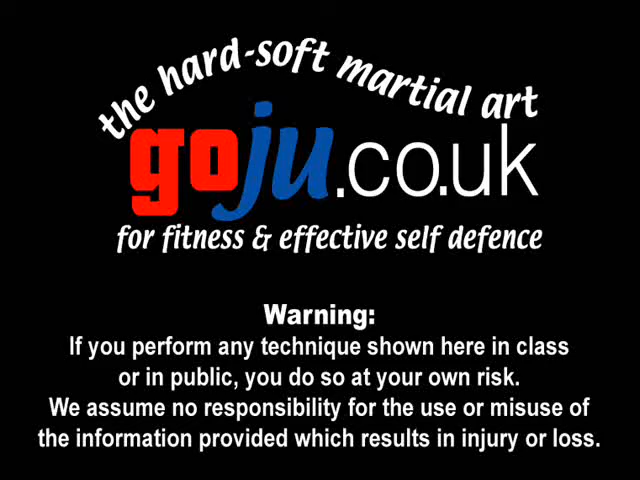 the hard-soft martial art
goju.co.uk
for fitness & effective self defence
Warning:
If you perform any technique shown here in class
or in public, you do so at your own risk.
We assume no responsibility for the use or misuse of
the information provided which results in injury or loss.